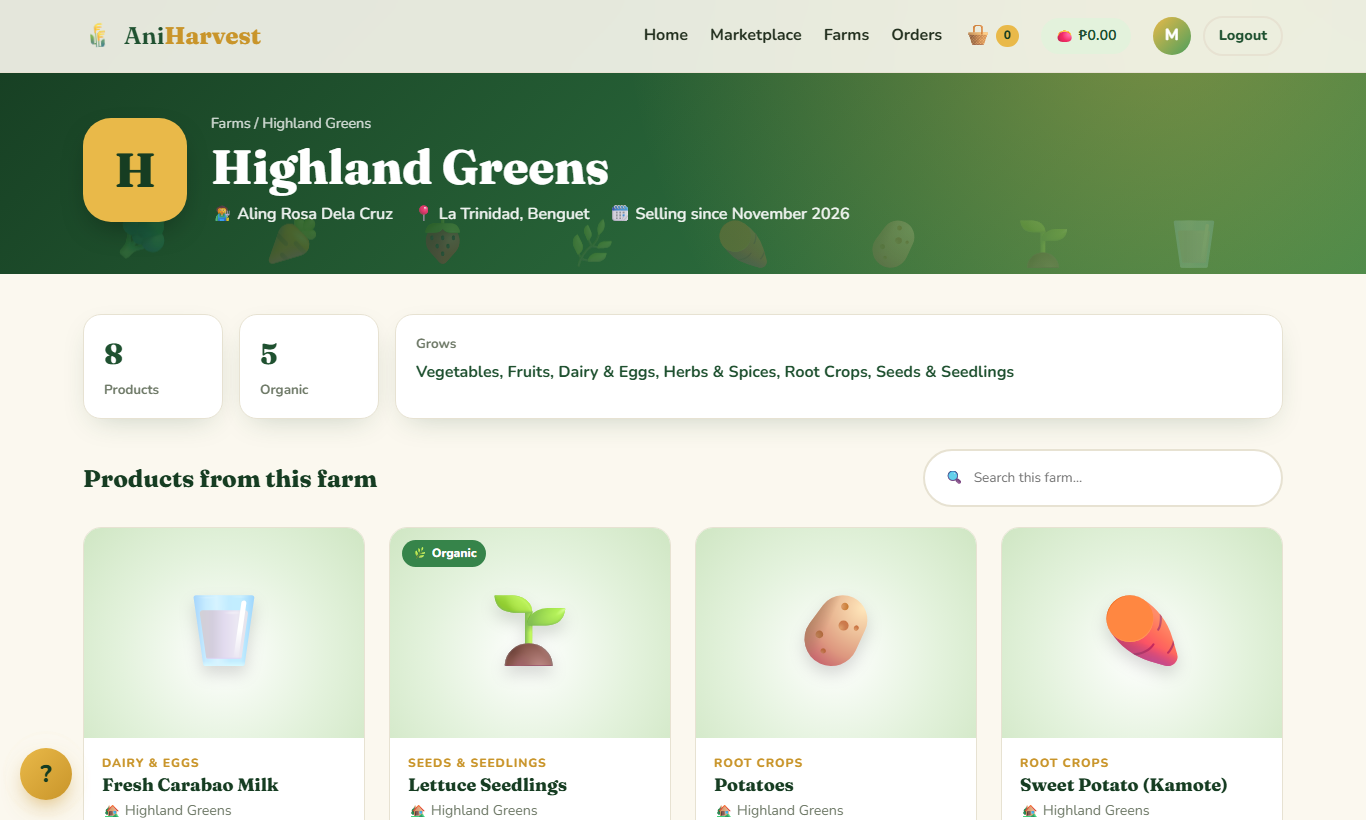 AniHarvest
Home Marketplace Farms Orders 0 ₱0.00 M Logout
H
Farms / Highland Greens
Highland Greens
Aling Rosa Dela Cruz La Trinidad, Benguet Selling since November 2026
8
Products
5
Organic
Grows
Vegetables, Fruits, Dairy & Eggs, Herbs & Spices, Root Crops, Seeds & Seedlings
Products from this farm
Search this farm...
Organic
DAIRY & EGGS
Fresh Carabao Milk
Highland Greens
SEEDS & SEEDLINGS
Lettuce Seedlings
Highland Greens
ROOT CROPS
Potatoes
Highland Greens
ROOT CROPS
Sweet Potato (Kamote)
Highland Greens
?